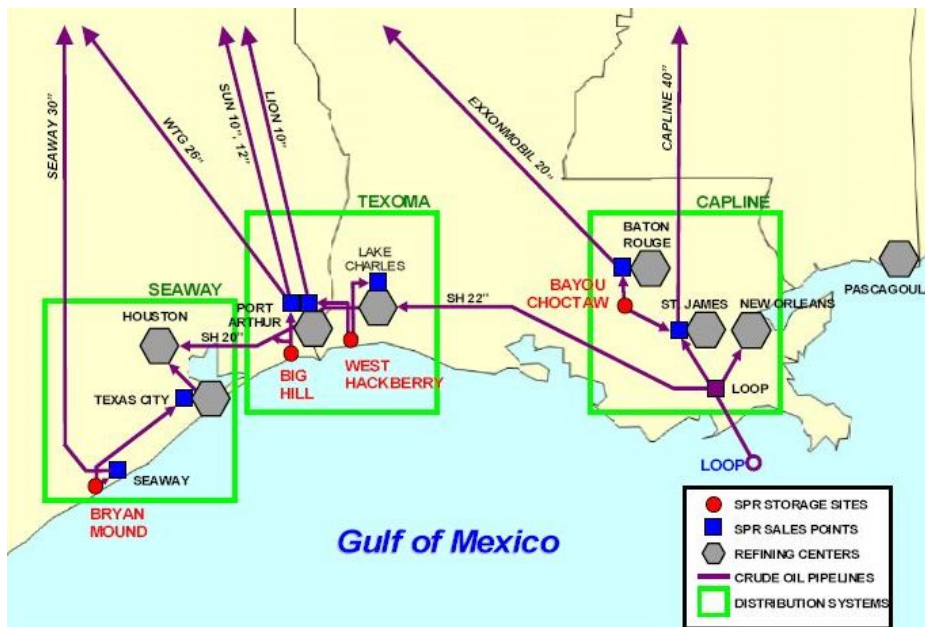 SEAWAY 30"
WTG 26"
SUN 10", 12"
LION 10"
EXXONMOBIL 20"
CAPLINE 40"
TEXOMA
CAPLINE
SEAWAY
LAKE
CHARLES
BATON
ROUGE
PASCAGOUL
BAYOU
CHOCTAW
ST. JAMES
NEW ORLEANS
HOUSTON
PORT
ARTHUR
SH 20"
SH 22"
BIG
HILL
WEST
HACKBERRY
TEXAS CITY
LOOP
LOOP
SEAWAY
BRYAN
MOUND
Gulf of Mexico
SPR STORAGE SITES
SPR SALES POINTS
REFINING CENTERS
CRUDE OIL PIPELINES
DISTRIBUTION SYSTEMS